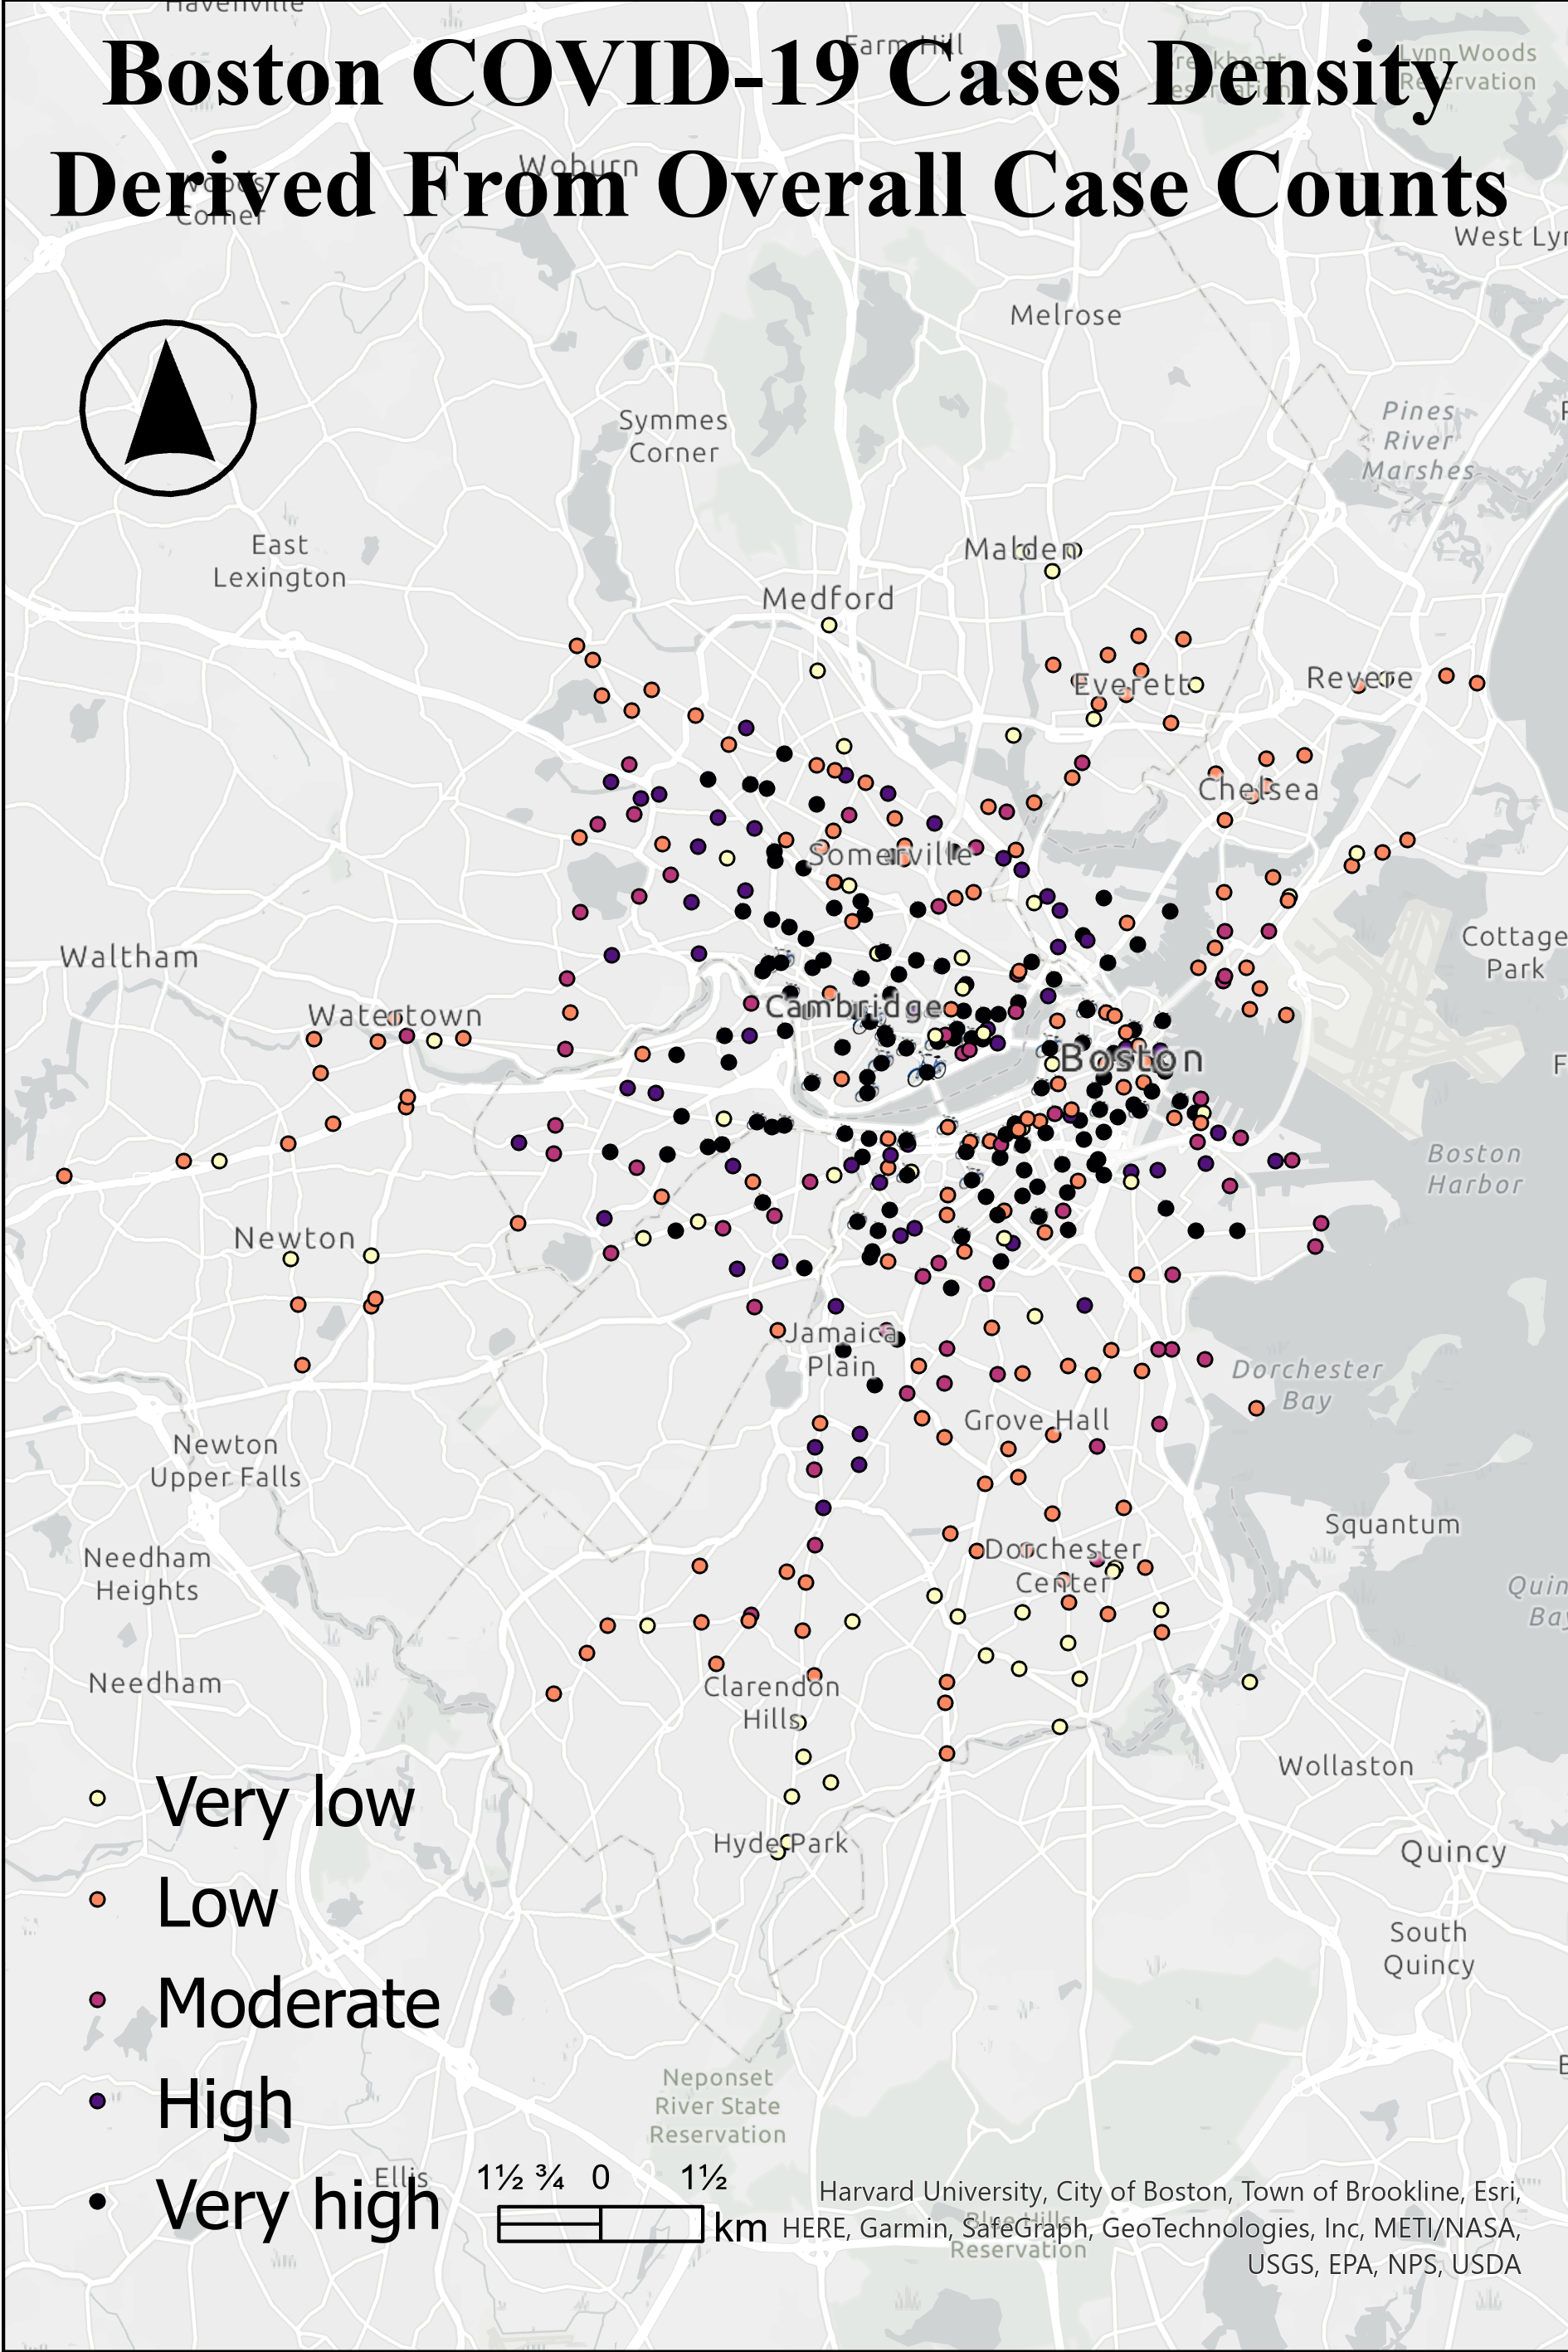 Havenville
Farm Hill
Boston COVID-19 Cases Density
Lynn Woods
Reservation
Woburn
Derived From Overall Case Counts
Corner
Melrose
Symmes
Corner
Pines
River
Marshes
East
Lexington
Malden
Medford
Everett
Revere
Chelsea
Somerville
Waltham
Cottage
Park
Watertown
Cambridge
Boston
Boston
Harbor
Newton
Jamaica
Plain
Dorchester
Bay
Grove Hall
Newton
Upper Falls
Squantum
Needham
Heights
Dorchester
Center
Needham
Clarendon
Hills
Wollaston
Very low
Hyde Park
Quincy
Low
South
Quincy
Moderate
Neponset
River State
Reservation
High
Ellis
Very high
1½ ¾ 0 1½
km
Harvard University, City of Boston, Town of Brookline, Esri,
Blue Hills
HERE, Garmin, SafeGraph, GeoTechnologies, Inc, METI/NASA,
Reservation
USGS, EPA, NPS, USDA